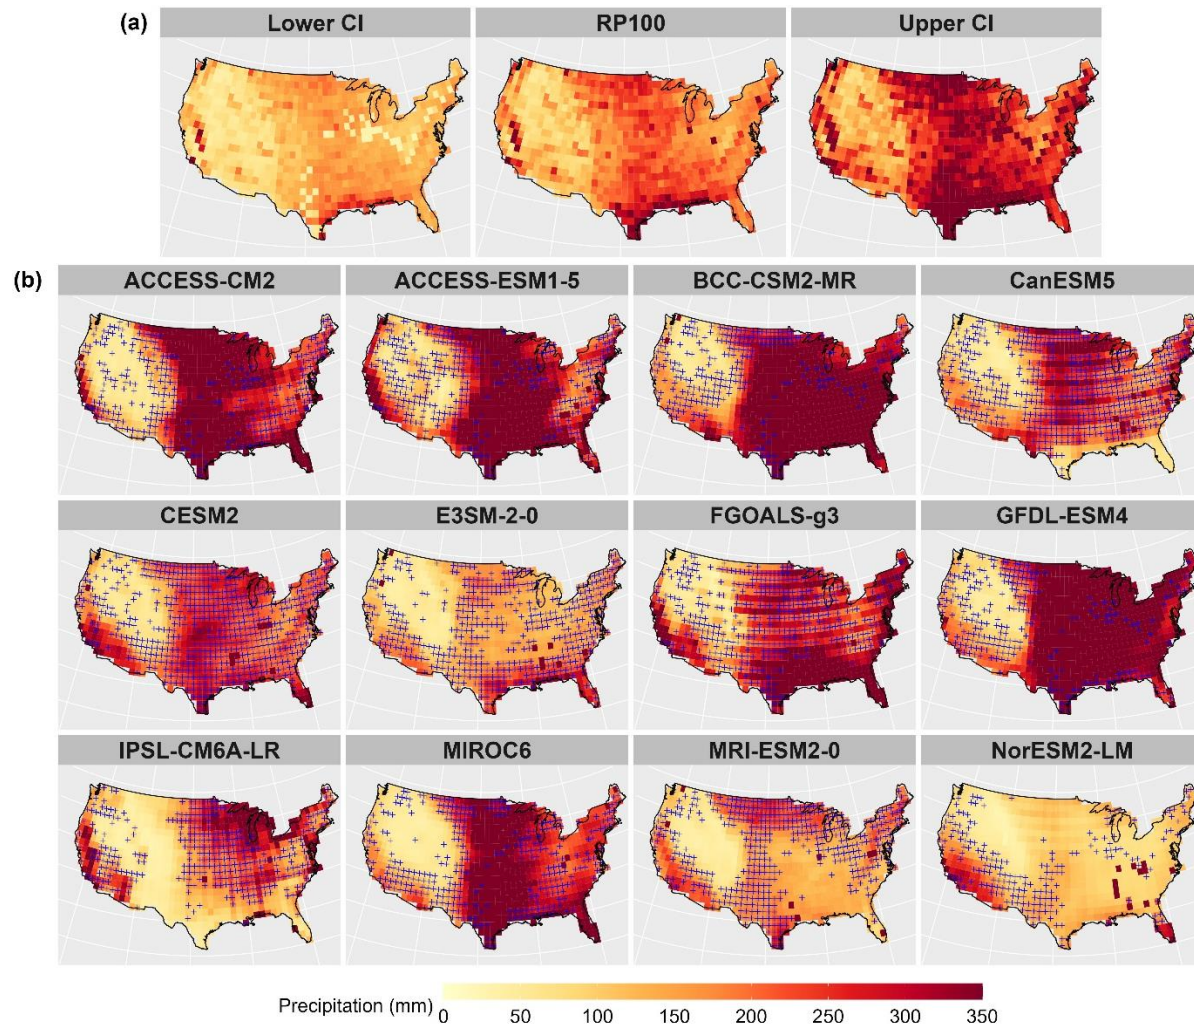 (a) Lower CI RP100 Upper CI
(b) ACCESS-CM2 ACCESS-ESM1-5 BCC-CSM2-MR CanESM5
CESM2 E3SM-2-0 FGOALS-g3 GFDL-ESM4
IPSL-CM6A-LR MIROC6 MRI-ESM2-0 NorESM2-LM
Precipitation (mm)
0 50 100 150 200 250 300 350